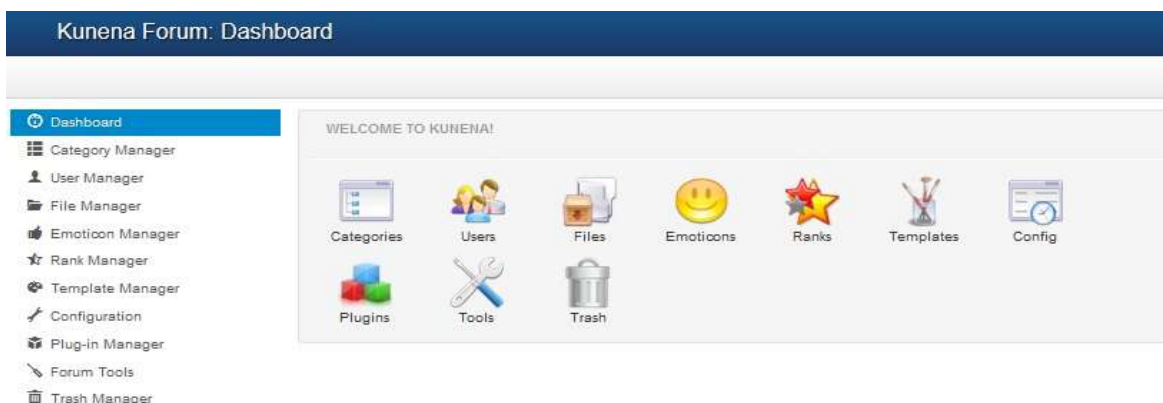 Kunena Forum: Dashboard
Dashboard
Category Manager
User Manager
File Manager
Emoticon Manager
Rank Manager
Template Manager
Configuration
Plug-in Manager
Forum Tools
Trash Manager
WELCOME TO KUNENA!
Categories Users Files Emoticons Ranks Templates Config
Plugins Tools Trash